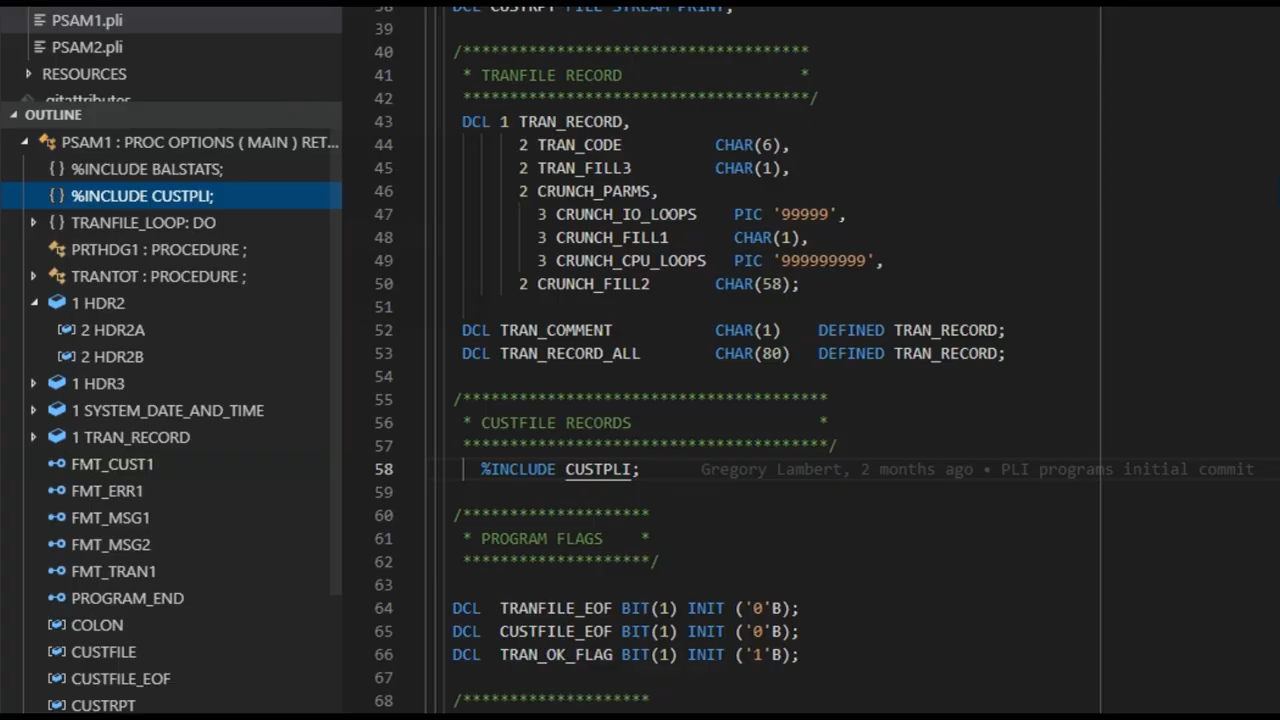 PSAM1.pli
PSAM2.pli
RESOURCES
.gitattributes
OUTLINE
PSAM1 : PROC OPTIONS ( MAIN ) RET...
{} %INCLUDE BALSTATS;
{} %INCLUDE CUSTPLI;
{} TRANFILE_LOOP: DO
PRTHDG1 : PROCEDURE ;
TRANTOT : PROCEDURE ;
1 HDR2
2 HDR2A
2 HDR2B
1 HDR3
1 SYSTEM_DATE_AND_TIME
1 TRAN_RECORD
FMT_CUST1
FMT_ERR1
FMT_MSG1
FMT_MSG2
FMT_TRAN1
PROGRAM_END
COLON
CUSTFILE
CUSTFILE_EOF
CUSTRPT
38 DCL CUSTRPT FILE STREAM PRINT;
39
40 /*************************************
41 * TRANFILE RECORD *
42 *************************************/
43 DCL 1 TRAN_RECORD,
44 2 TRAN_CODE CHAR(6),
45 2 TRAN_FILL3 CHAR(1),
46 2 CRUNCH_PARMS,
47 3 CRUNCH_IO_LOOPS PIC '99999',
48 3 CRUNCH_FILL1 CHAR(1),
49 3 CRUNCH_CPU_LOOPS PIC '999999999',
50 2 CRUNCH_FILL2 CHAR(58);
51
52 DCL TRAN_COMMENT CHAR(1) DEFINED TRAN_RECORD;
53 DCL TRAN_RECORD_ALL CHAR(80) DEFINED TRAN_RECORD;
54
55 /***************************************
56 * CUSTFILE RECORDS *
57 ***************************************/
58 %INCLUDE CUSTPLI; Gregory Lambert, 2 months ago • PLI programs initial commit
59
60 /********************
61 * PROGRAM FLAGS *
62 ********************/
63
64 DCL TRANFILE_EOF BIT(1) INIT ('0'B);
65 DCL CUSTFILE_EOF BIT(1) INIT ('0'B);
66 DCL TRAN_OK_FLAG BIT(1) INIT ('1'B);
67
68 /********************